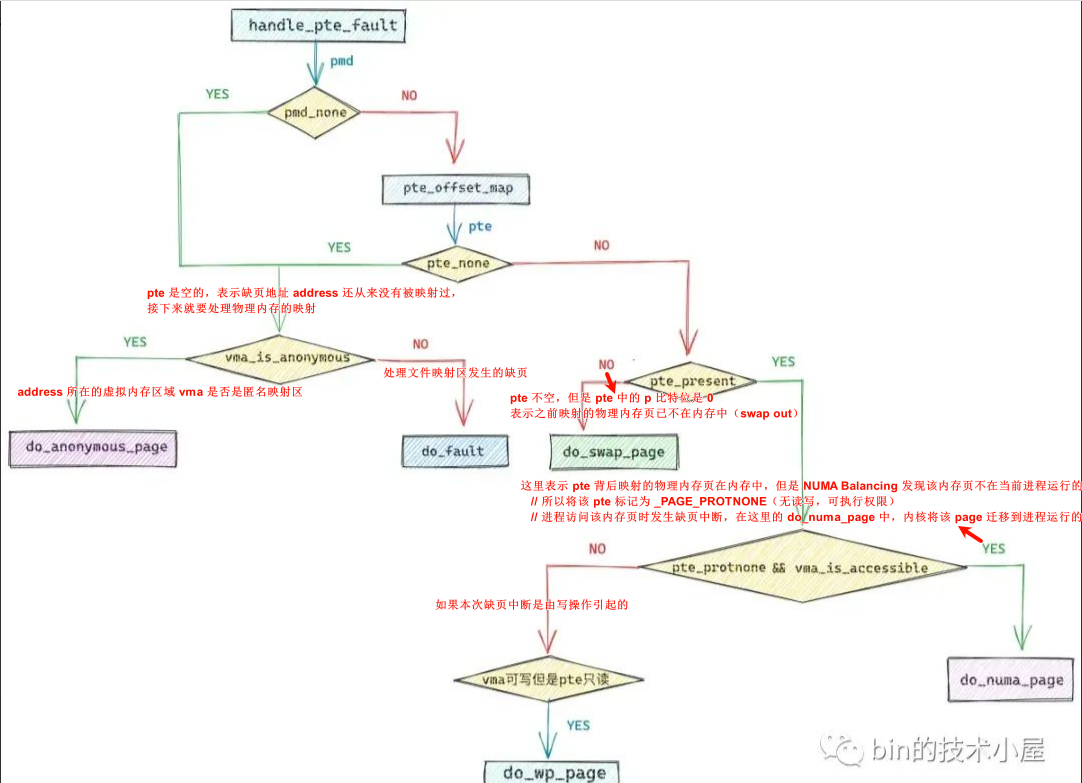 handle_pte_fault
pmd
YES
NO
pmd_none
pte_offset_map
pte
YES
NO
pte_none
pte 是空的，表示缺页地址 address 还从来没有被映射过，
接下来就要处理物理内存的映射
YES
NO
vma_is_anonymous
处理文件映射区发生的缺页
address 所在的虚拟内存区域 vma 是否是匿名映射区
NO
YES
pte_present
pte 不空，但是 pte 中的 p 比特位是 0
表示之前映射的物理内存页已不在内存中（swap out）
do_anonymous_page
do_fault
do_swap_page
这里表示 pte 背后映射的物理内存页在内存中，但是 NUMA Balancing 发现该内存页不在当前进程运行的
// 所以将该 pte 标记为 _PAGE_PROTNONE（无读写，可执行权限）
// 进程访问该内存页时发生缺页中断，在这里的 do_numa_page 中，内核将该 page 迁移到进程运行的
NO
YES
pte_protnone && vma_is_accessible
如果本次缺页中断是由写操作引起的
vma可写但是pte只读
do_numa_page
YES
do_wp_page
bin的技术小屋